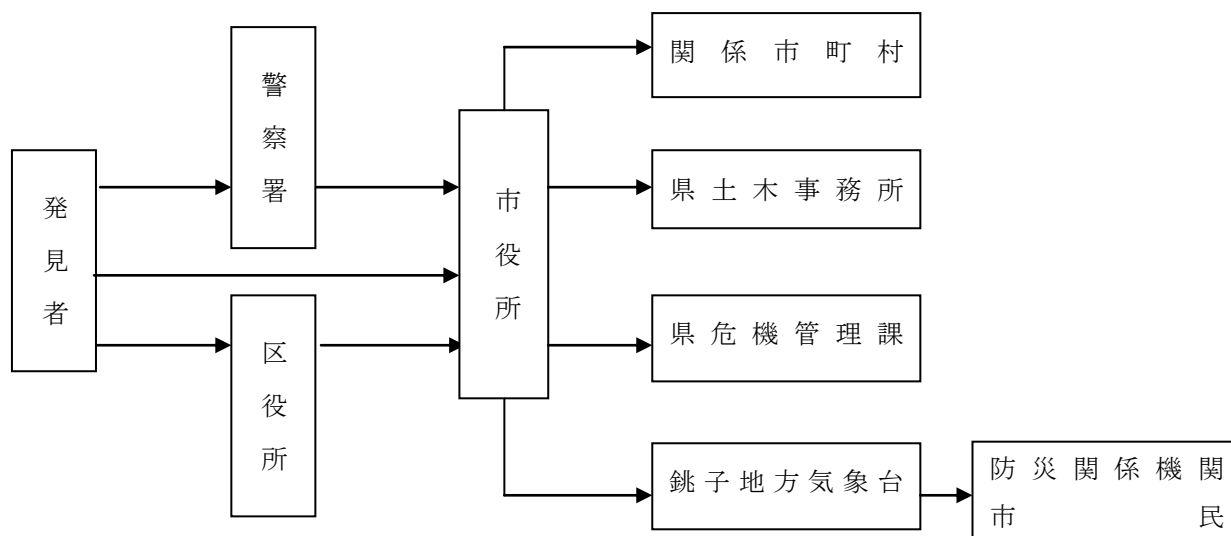 発見者
警察署
区役所
市役所
関係市町村
県土木事務所
県危機管理課
銚子地方気象台
防災関係機関
市民